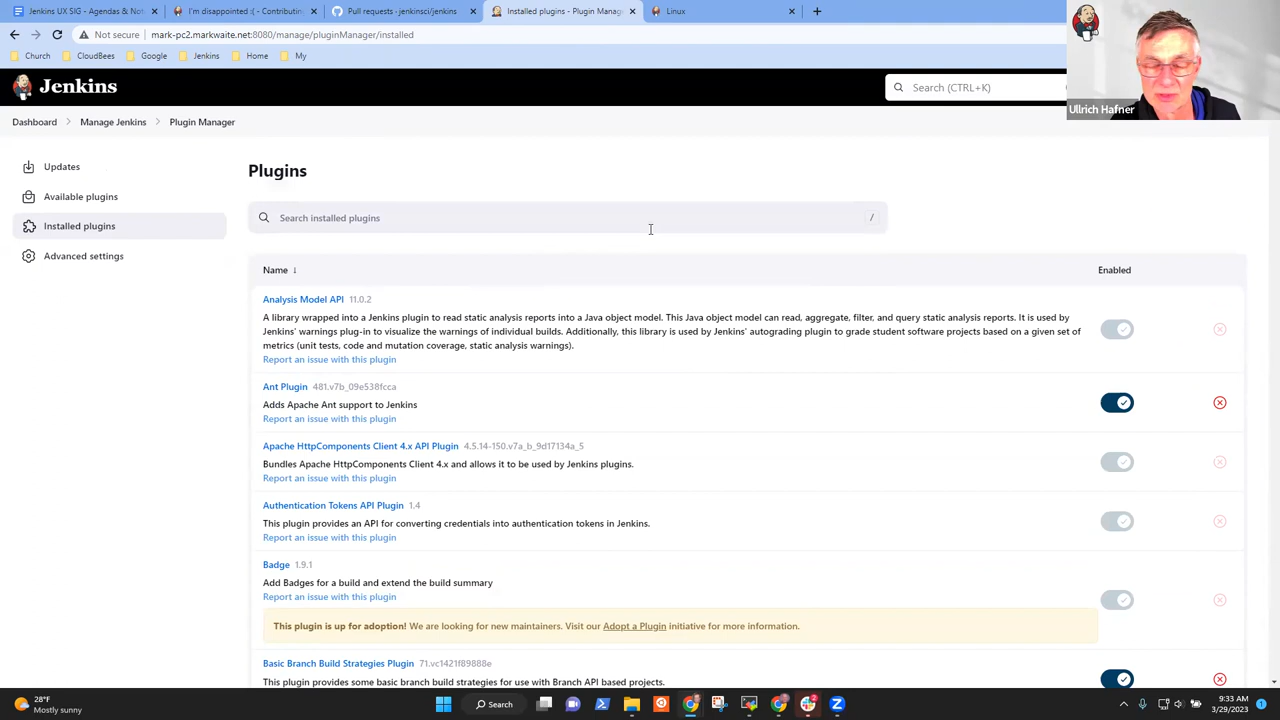 Jenkins UX SIG - Google Docs
I'm disappointed in the curre
Pull requests · jenkinsci/jenkin
Installed plugins - Plugin Manag
Linux
Not secure mark-pc2.markwaite.net:8080/manage/pluginManager/installed
Church CloudBees Google Jenkins Home My
Jenkins
Search (CTRL+K)
Ullrich Hafner
Dashboard Manage Jenkins Plugin Manager
Updates
Available plugins
Installed plugins
Advanced settings
Plugins
Search installed plugins /
Name ↓ Enabled
Analysis Model API 11.0.2
A library wrapped into a Jenkins plugin to read static analysis reports into a Java object model. This Java object model can read, aggregate, filter, and query static analysis reports. It is used by
Jenkins' warnings plug-in to visualize the warnings of individual builds. Additionally, this library is used by Jenkins' autograding plugin to grade student software projects based on a given set of
metrics (unit tests, code and mutation coverage, static analysis warnings).
Report an issue with this plugin
Ant Plugin 481.v7b_09e538fcca
Adds Apache Ant support to Jenkins
Report an issue with this plugin
Apache HttpComponents Client 4.x API Plugin 4.5.14-150.v7a_b_9d17134a_5
Bundles Apache HttpComponents Client 4.x and allows it to be used by Jenkins plugins.
Report an issue with this plugin
Authentication Tokens API Plugin 1.4
This plugin provides an API for converting credentials into authentication tokens in Jenkins.
Report an issue with this plugin
Badge 1.9.1
Add Badges for a build and extend the build summary
Report an issue with this plugin
This plugin is up for adoption! We are looking for new maintainers. Visit our Adopt a Plugin initiative for more information.
Basic Branch Build Strategies Plugin 71.vc1421f89888e
This plugin provides some basic branch build strategies for use with Branch API based projects.
28°F
Mostly sunny
Search
2
9:33 AM
3/29/2023
1